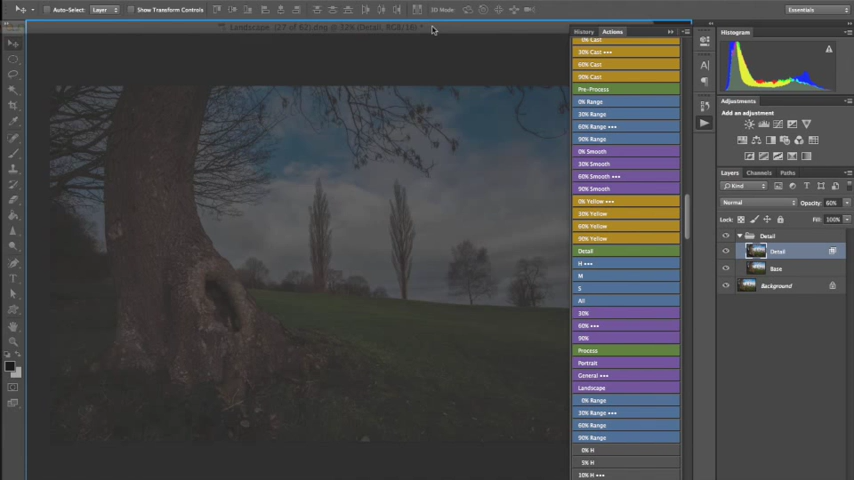 Auto-Select:
Layer
Show Transform Controls
3D Mode:
Essentials
Landscape (27 of 62).dng @ 12% (Detail, RGB/16) *
History
Actions
0% Cast
30% Cast •••
60% Cast
90% Cast
Pre-Process
0% Range
30% Range
60% Range •••
90% Range
0% Smooth
30% Smooth
60% Smooth •••
90% Smooth
0% Yellow •••
30% Yellow
60% Yellow
90% Yellow
Detail
H •••
M
S
All
30%
60% •••
90%
Process
Portrait
General •••
Landscape
0% Range
30% Range •••
60% Range
90% Range
0% H
5% H
10% H •••
Histogram
Adjustments
Add an adjustment
Layers
Channels
Paths
Kind
Normal
Opacity: 60%
Lock:
Fill: 100%
Detail
Detail
Base
Background